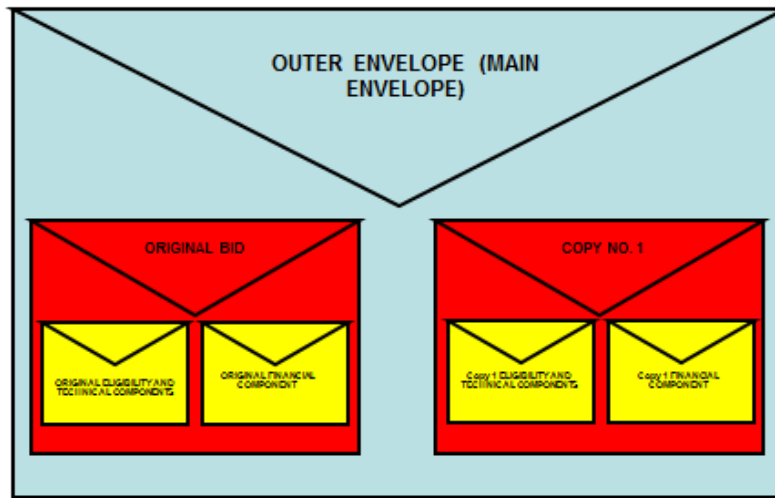 OUTER ENVELOPE (MAIN
ENVELOPE)
ORIGINAL BID
COPY NO. 1
ORIGINAL ELIGIBILITY AND
TECHNICAL COMPONENTS
ORIGINAL FINANCIAL
COMPONENT
Copy 1 ELIGIBILITY AND
TECHNICAL COMPONENTS
Copy 1 FINANCIAL
COMPONENT